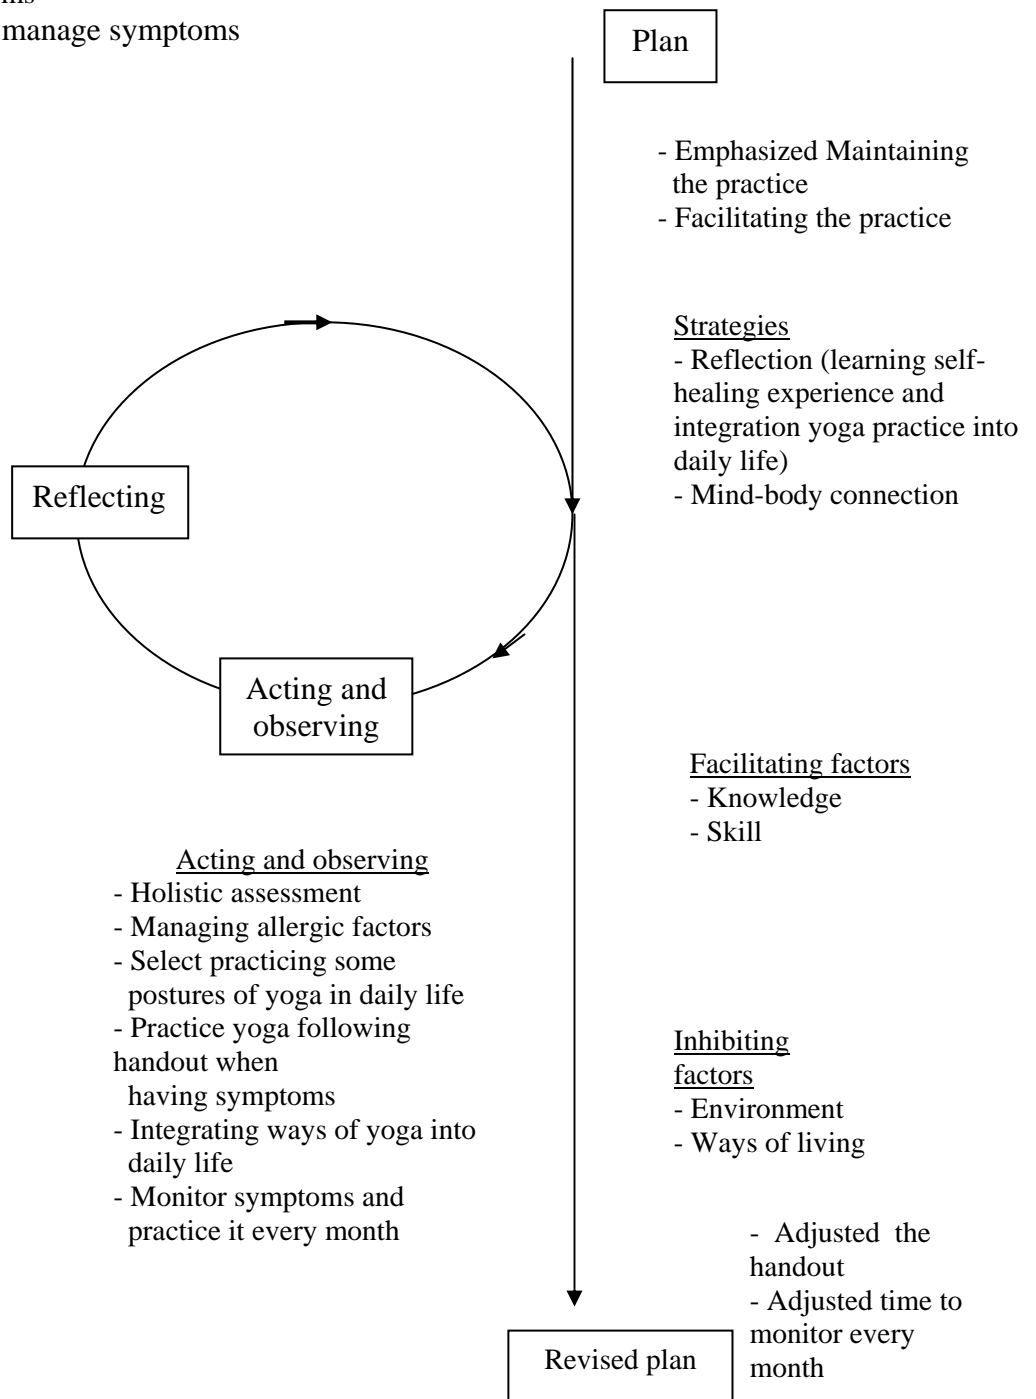 manage symptoms
Plan
- Emphasized Maintaining
the practice
- Facilitating the practice
Strategies
- Reflection (learning self-
healing experience and
integration yoga practice into
daily life)
- Mind-body connection
Reflecting
Acting and
observing
Facilitating factors
- Knowledge
- Skill
Acting and observing
- Holistic assessment
- Managing allergic factors
- Select practicing some
postures of yoga in daily life
- Practice yoga following
handout when
having symptoms
- Integrating ways of yoga into
daily life
- Monitor symptoms and
practice it every month
Inhibiting
factors
- Environment
- Ways of living
- Adjusted the
handout
- Adjusted time to
monitor every
month
Revised plan